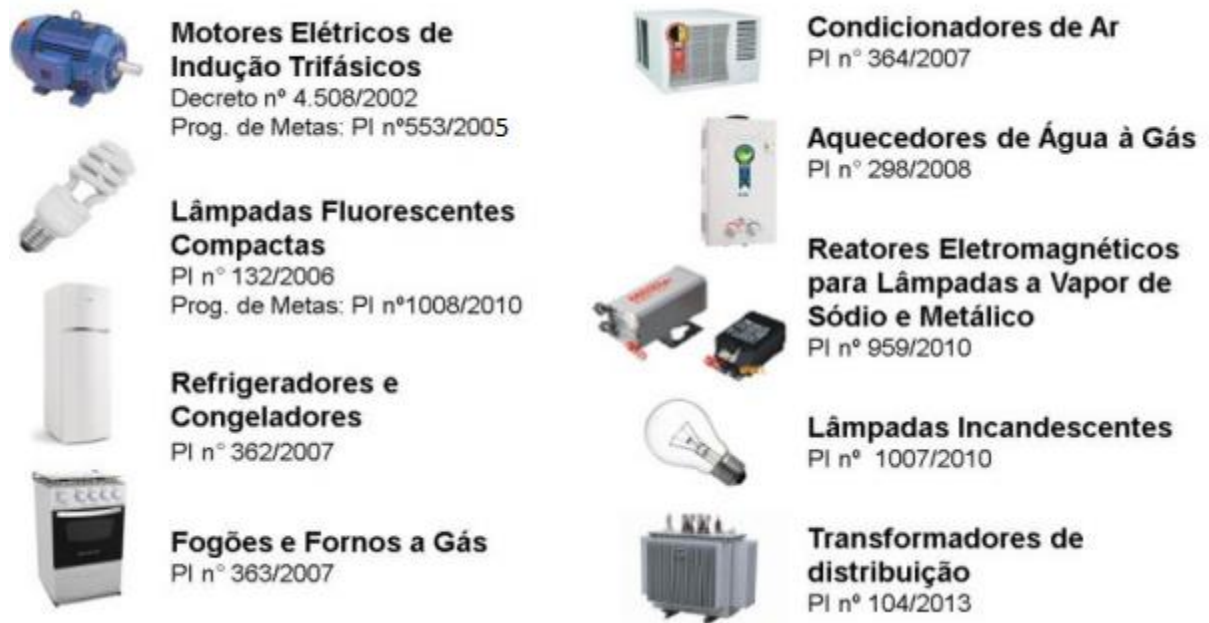 Motores Elétricos de
Indução Trifásicos
Decreto nº 4.508/2002
Prog. de Metas: PI nº553/2005
Lâmpadas Fluorescentes
Compactas
PI n° 132/2006
Prog. de Metas: PI nº1008/2010
Refrigeradores e
Congeladores
PI n° 362/2007
Fogões e Fornos a Gás
PI n° 363/2007
Condicionadores de Ar
PI n° 364/2007
Aquecedores de Água à Gás
PI n° 298/2008
Reatores Eletromagnéticos
para Lâmpadas a Vapor de
Sódio e Metálico
PI nº 959/2010
Lâmpadas Incandescentes
PI nº 1007/2010
Transformadores de
distribuição
PI nº 104/2013